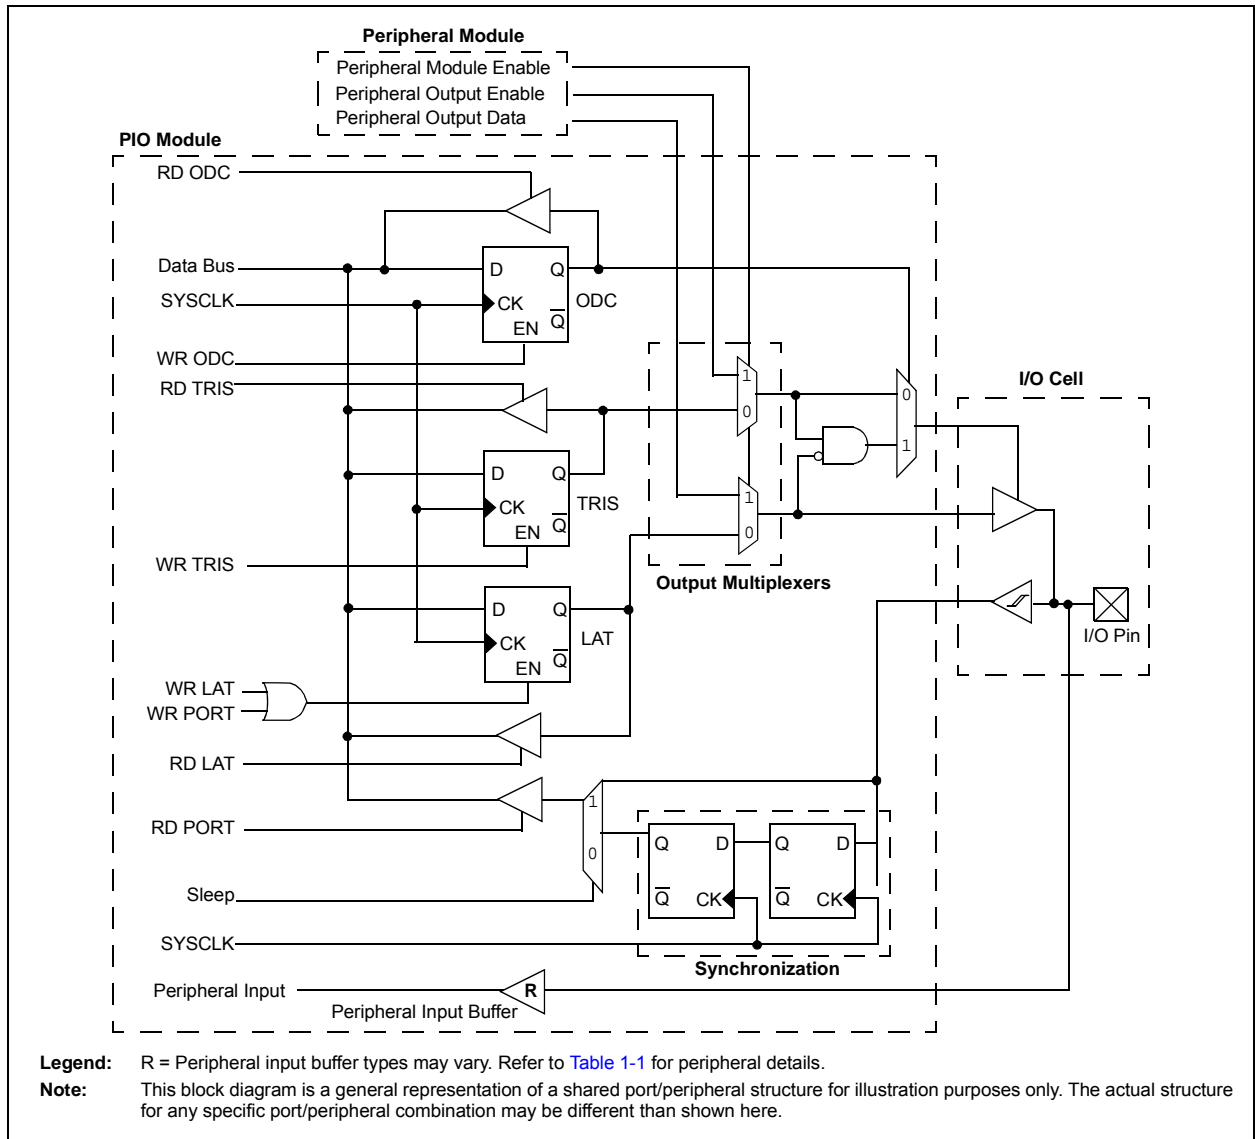 Peripheral Module
Peripheral Module Enable
Peripheral Output Enable
Peripheral Output Data
PIO Module
RD ODC
Data Bus
D Q
SYSCLK
CK
ODC
EN Q
WR ODC
RD TRIS
1
0
I/O Cell
0
1
D Q
CK
TRIS
EN Q
WR TRIS
1
0
Output Multiplexers
D Q
CK
LAT
EN Q
I/O Pin
WR LAT
WR PORT
RD LAT
RD PORT
1
0
Q D
Q CK
Q D
Q CK
Sleep
SYSCLK
Synchronization
Peripheral Input
R
Peripheral Input Buffer
Legend: R = Peripheral input buffer types may vary. Refer to Table 1-1 for peripheral details.
Note: This block diagram is a general representation of a shared port/peripheral structure for illustration purposes only. The actual structure
for any specific port/peripheral combination may be different than shown here.